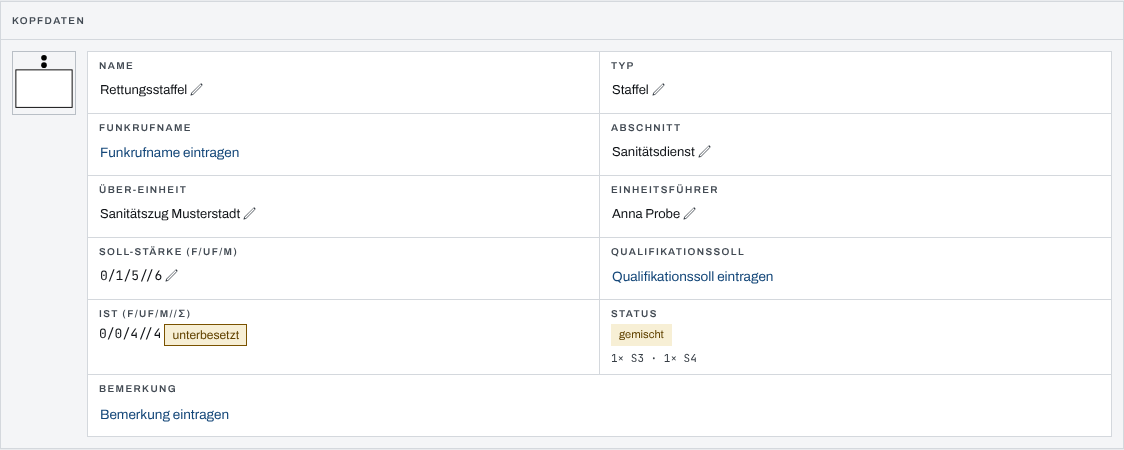 KOPFDATEN
NAME
Rettungsstaffel
TYP
Staffel
FUNKRUFNAME
Funkrufname eintragen
ABSCHNITT
Sanitätsdienst
ÜBER-EINHEIT
Sanitätszug Musterstadt
EINHEITSFÜHRER
Anna Probe
SOLL-STÄRKE (F/UF/M)
0/1/5//6
QUALIFIKATIONSSOLL
Qualifikationssoll eintragen
IST (F/UF/M//Σ)
0/0/4//4 unterbesetzt
STATUS
gemischt
1× S3 · 1× S4
BEMERKUNG
Bemerkung eintragen